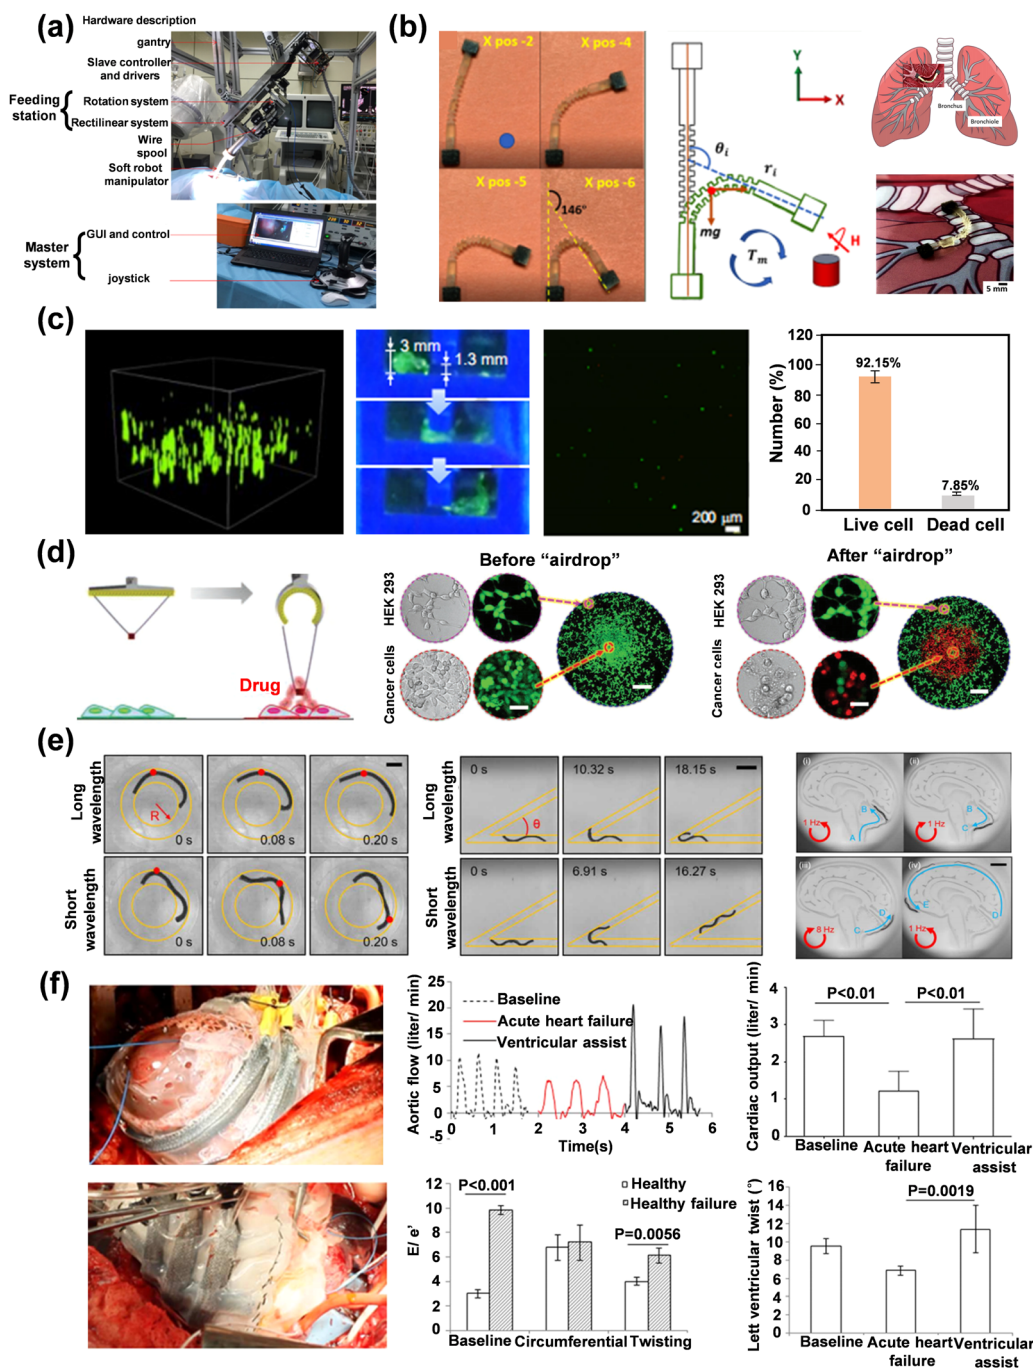 (a)
Hardware description
gantry
Slave controller
and drivers
Feeding
station
Rotation system
Rectilinear system
Wire
spool
Soft robot
manipulator
Master
system
GUI and control
joystick
(b)
X pos -2
X pos -4
X pos -5
X pos -6
146°
Y
X
θi
ri
mg
Tm
H
Bronchus
Bronchiole
5 mm
(c)
3 mm
1.3 mm
200 μm
Number (%)
120
100
80
60
40
20
0
92.15%
7.85%
Live cell
Dead cell
(d)
Drug
Before “airdrop”
HEK 293
Cancer cells
After “airdrop”
HEK 293
Cancer cells
(e)
Long
wavelength
R
0 s
0.08 s
0.20 s
Short
wavelength
0 s
0.08 s
0.20 s
Long
wavelength
0 s
10.32 s
18.15 s
θ
Short
wavelength
0 s
6.91 s
16.27 s
(i)
(ii)
1 Hz
A
B
1 Hz
B
C
(iii)
(iv)
8 Hz
C
D
1 Hz
E
D
(f)
Aortic flow (liter/ min)
25
20
15
10
5
0
-5
Baseline
Acute heart failure
Ventricular assist
0
1
2
3
4
5
6
Time(s)
Cardiac output (liter/ min)
4
3
2
1
0
P<0.01
P<0.01
Baseline
Acute heart
failure
Ventricular
assist
E/ e'
12
10
8
6
4
2
0
P<0.001
Healthy
Healthy failure
P=0.0056
Baseline
Circumferential
Twisting
Lett ventricular twist (°)
16
14
12
10
8
6
4
2
0
P=0.0019
Baseline
Acute heart
failure
Ventricular
assist